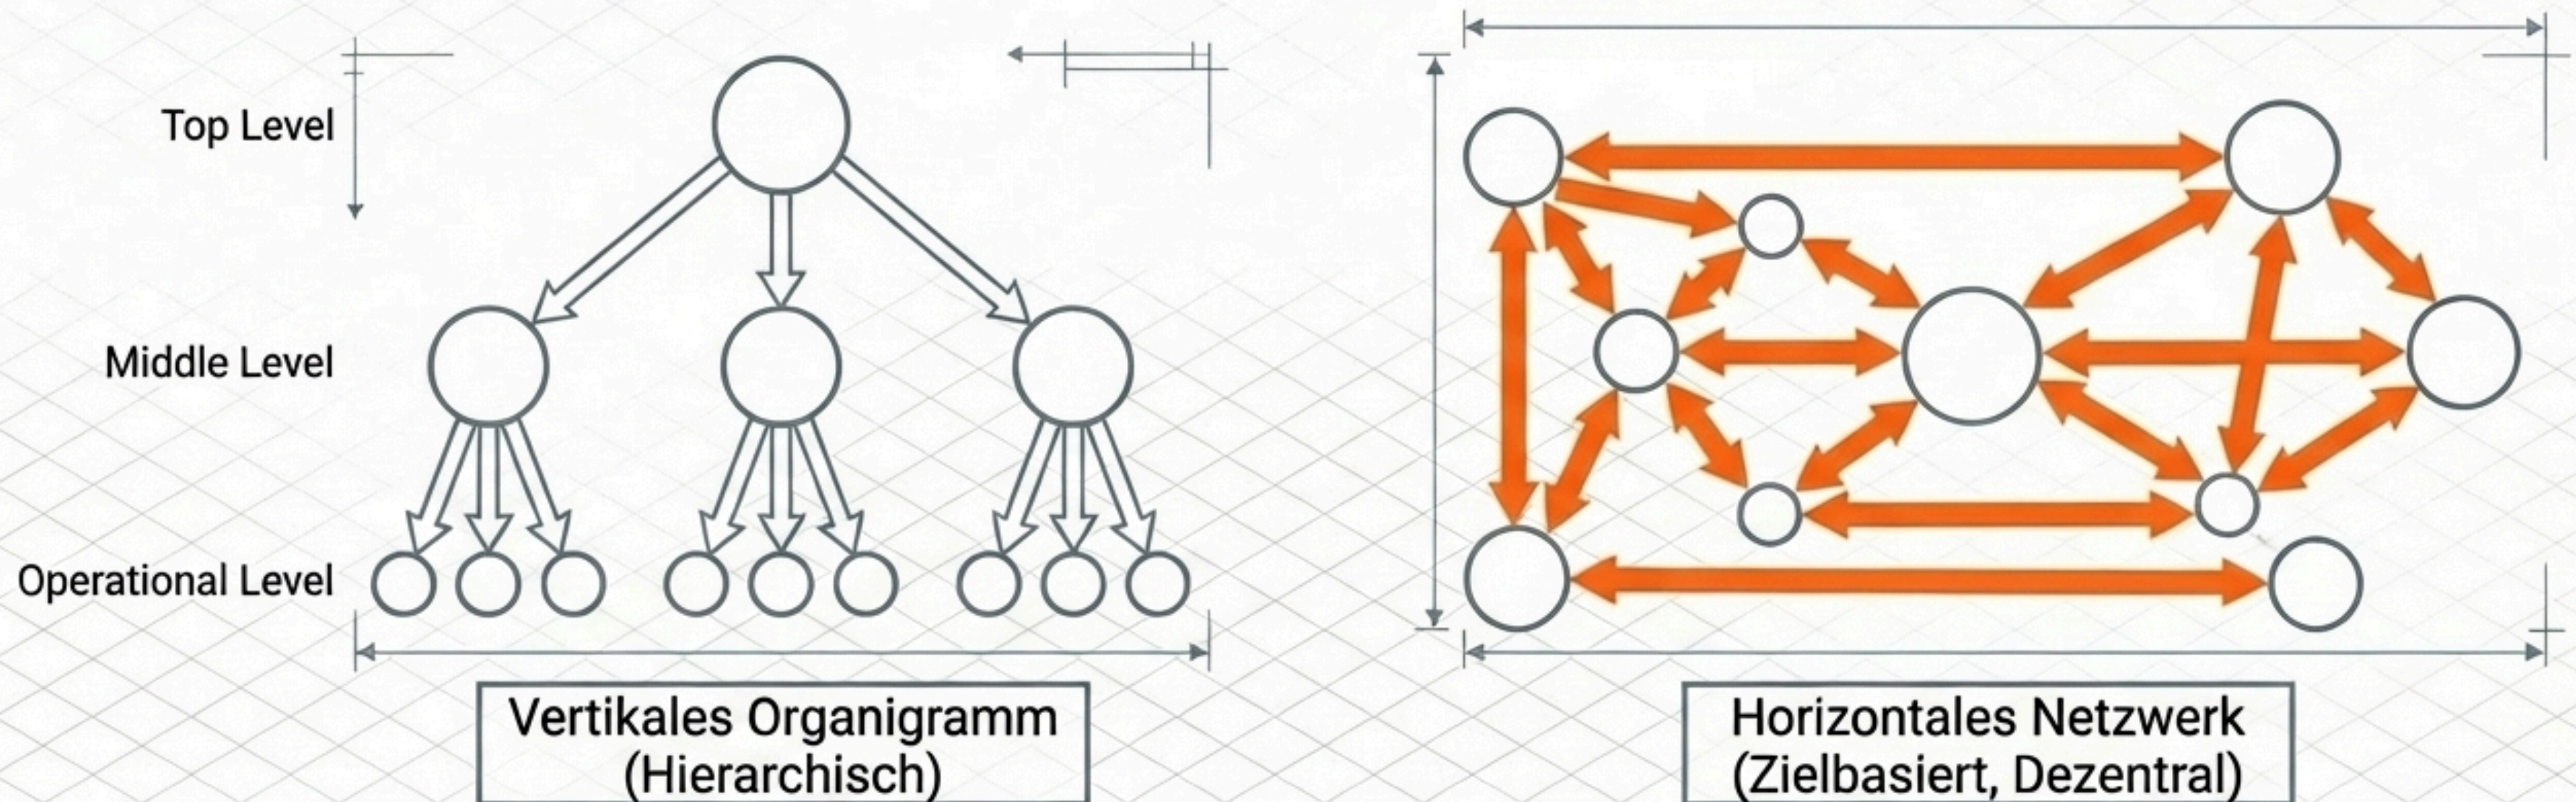 Top Level
Middle Level
Operational Level
Vertikales Organigramm
(Hierarchisch)
Horizontales Netzwerk
(Zielbasiert, Dezentral)